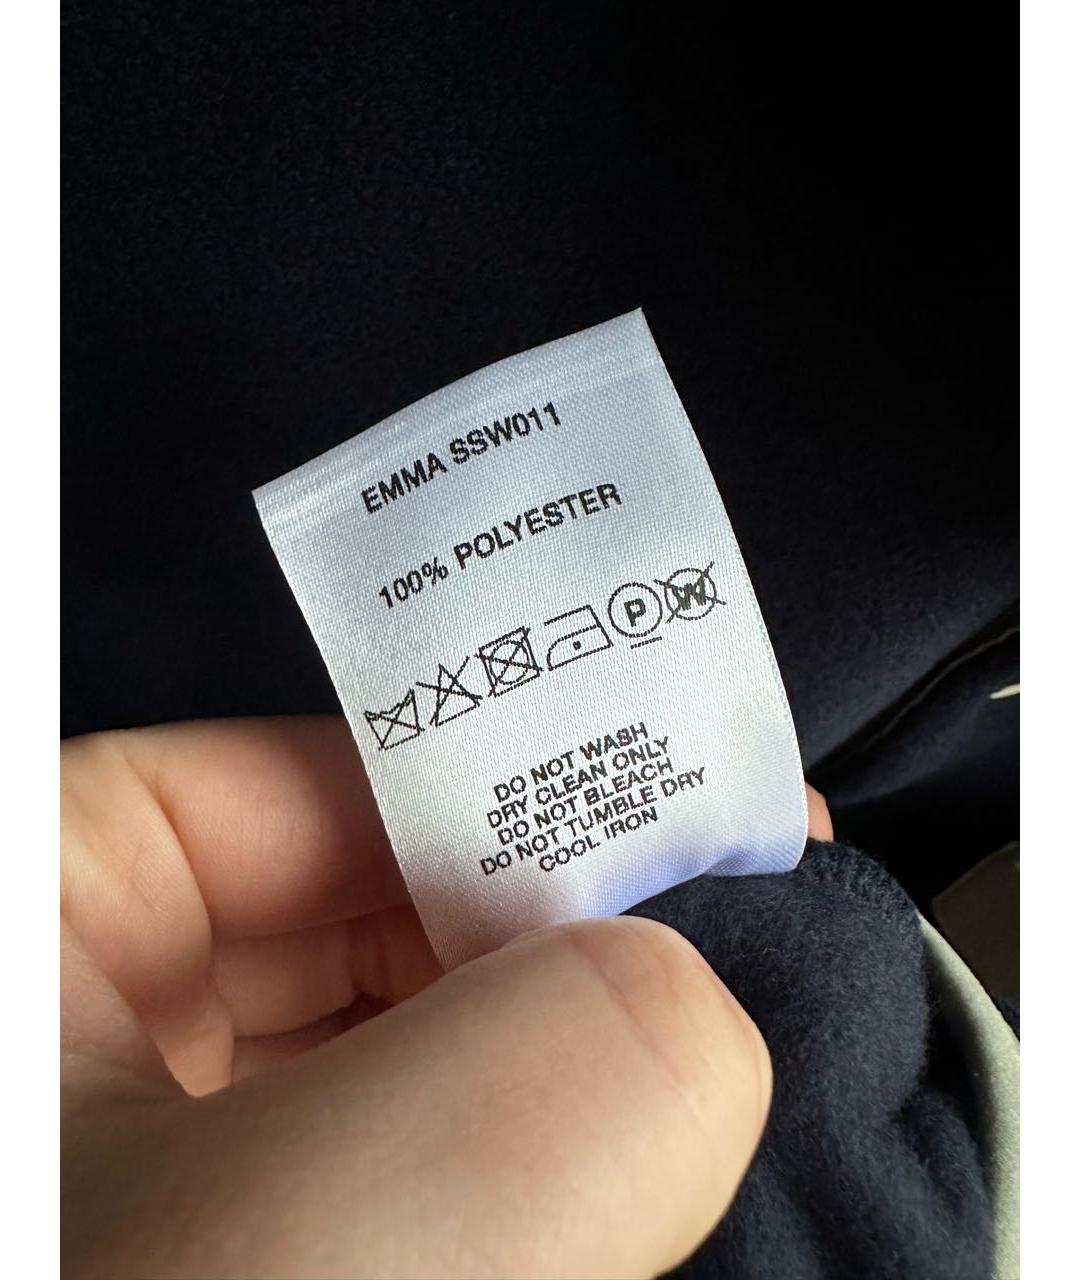 EMMA SSW011
100% POLYESTER
P W
DO NOT WASH
DRY CLEAN ONLY
DO NOT BLEACH
DO NOT TUMBLE DRY
COOL IRON